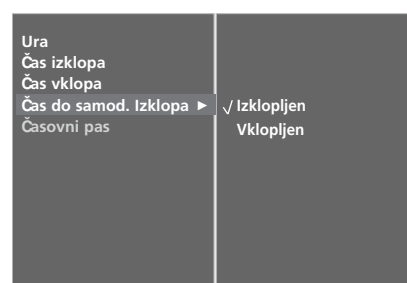 Ura
Čas izklopa
Čas vklopa
Čas do samod. Izklopa ►
Časovni pas
√ Izklopljen
Vklopljen